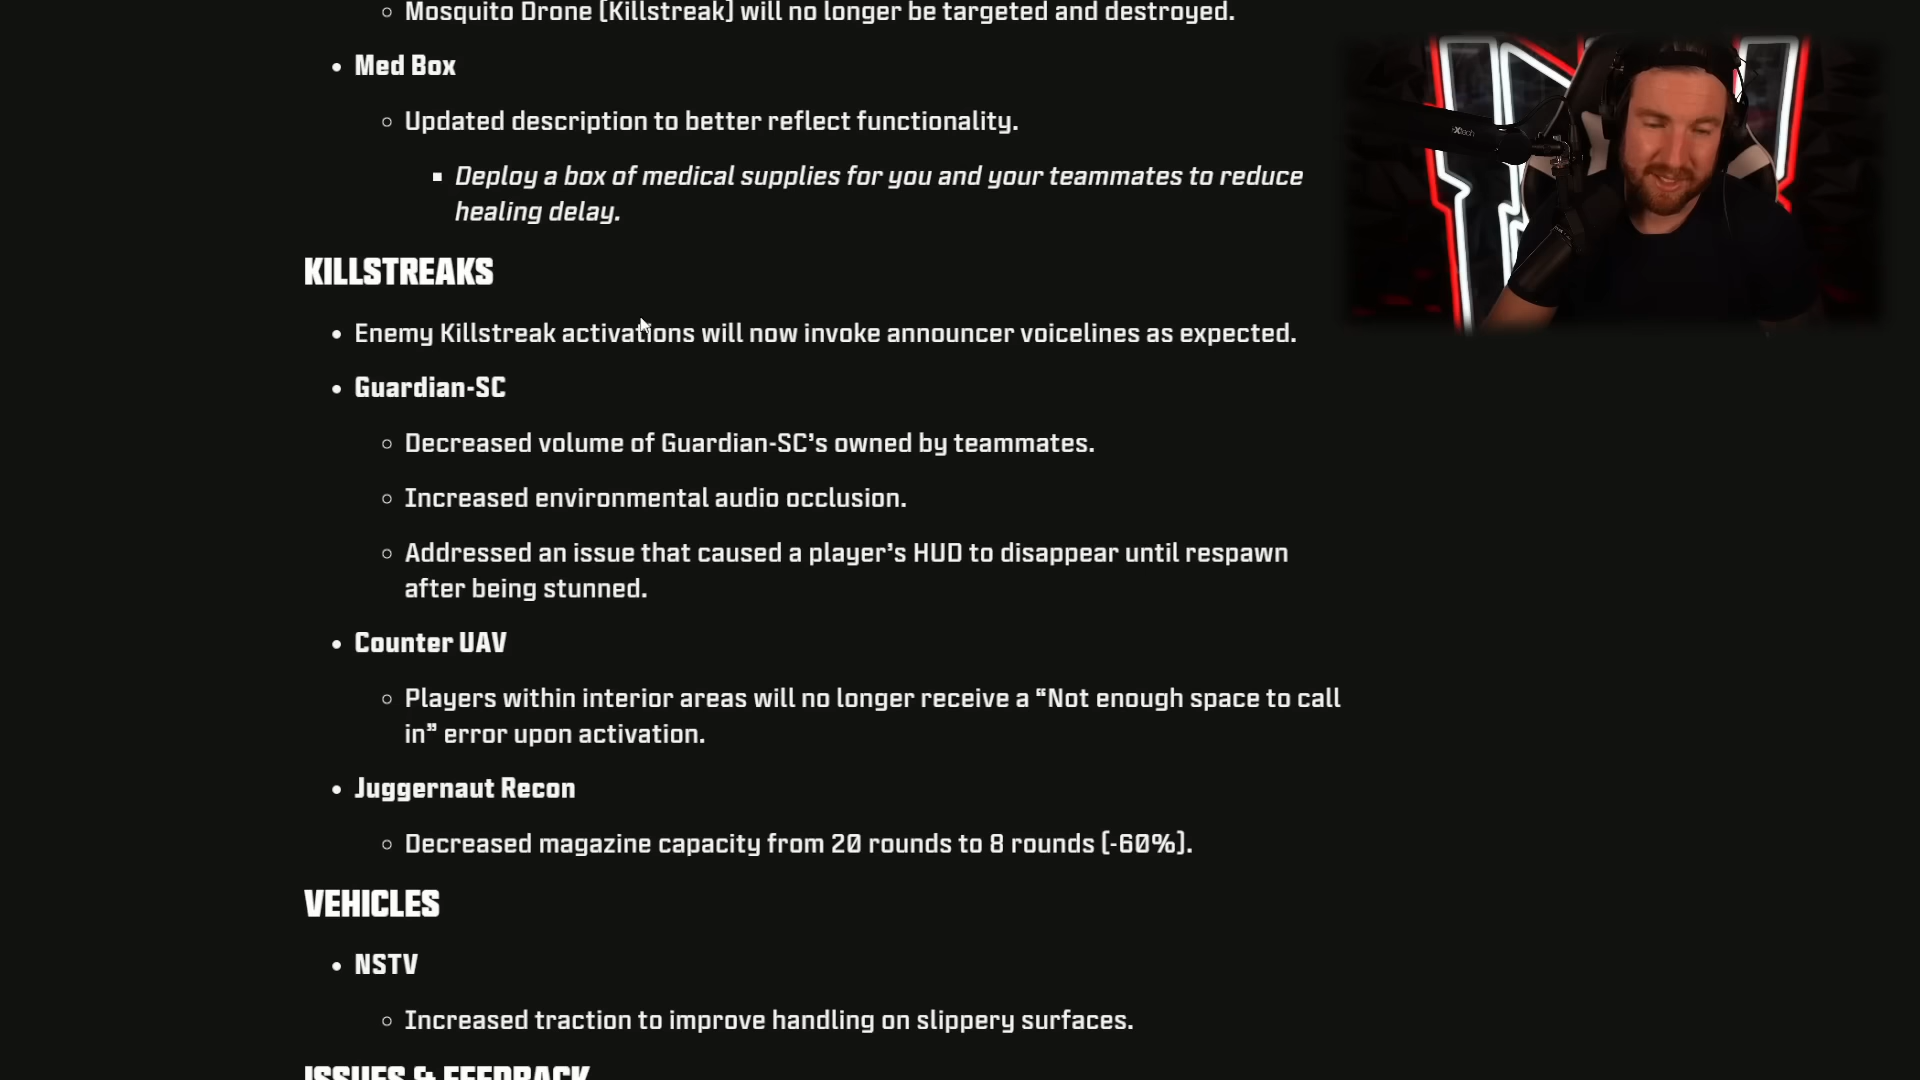 Mosquito Drone [Killstreak] will no longer be targeted and destroyed.
Med Box
Updated description to better reflect functionality.
Deploy a box of medical supplies for you and your teammates to reduce
healing delay.
KILLSTREAKS
Enemy Killstreak activations will now invoke announcer voicelines as expected.
Guardian-SC
Decreased volume of Guardian-SC’s owned by teammates.
Increased environmental audio occlusion.
Addressed an issue that caused a player’s HUD to disappear until respawn
after being stunned.
Counter UAV
Players within interior areas will no longer receive a “Not enough space to call
in” error upon activation.
Juggernaut Recon
Decreased magazine capacity from 20 rounds to 8 rounds [-60%].
VEHICLES
NSTV
Increased traction to improve handling on slippery surfaces.
ISSUES & FEEDBACK